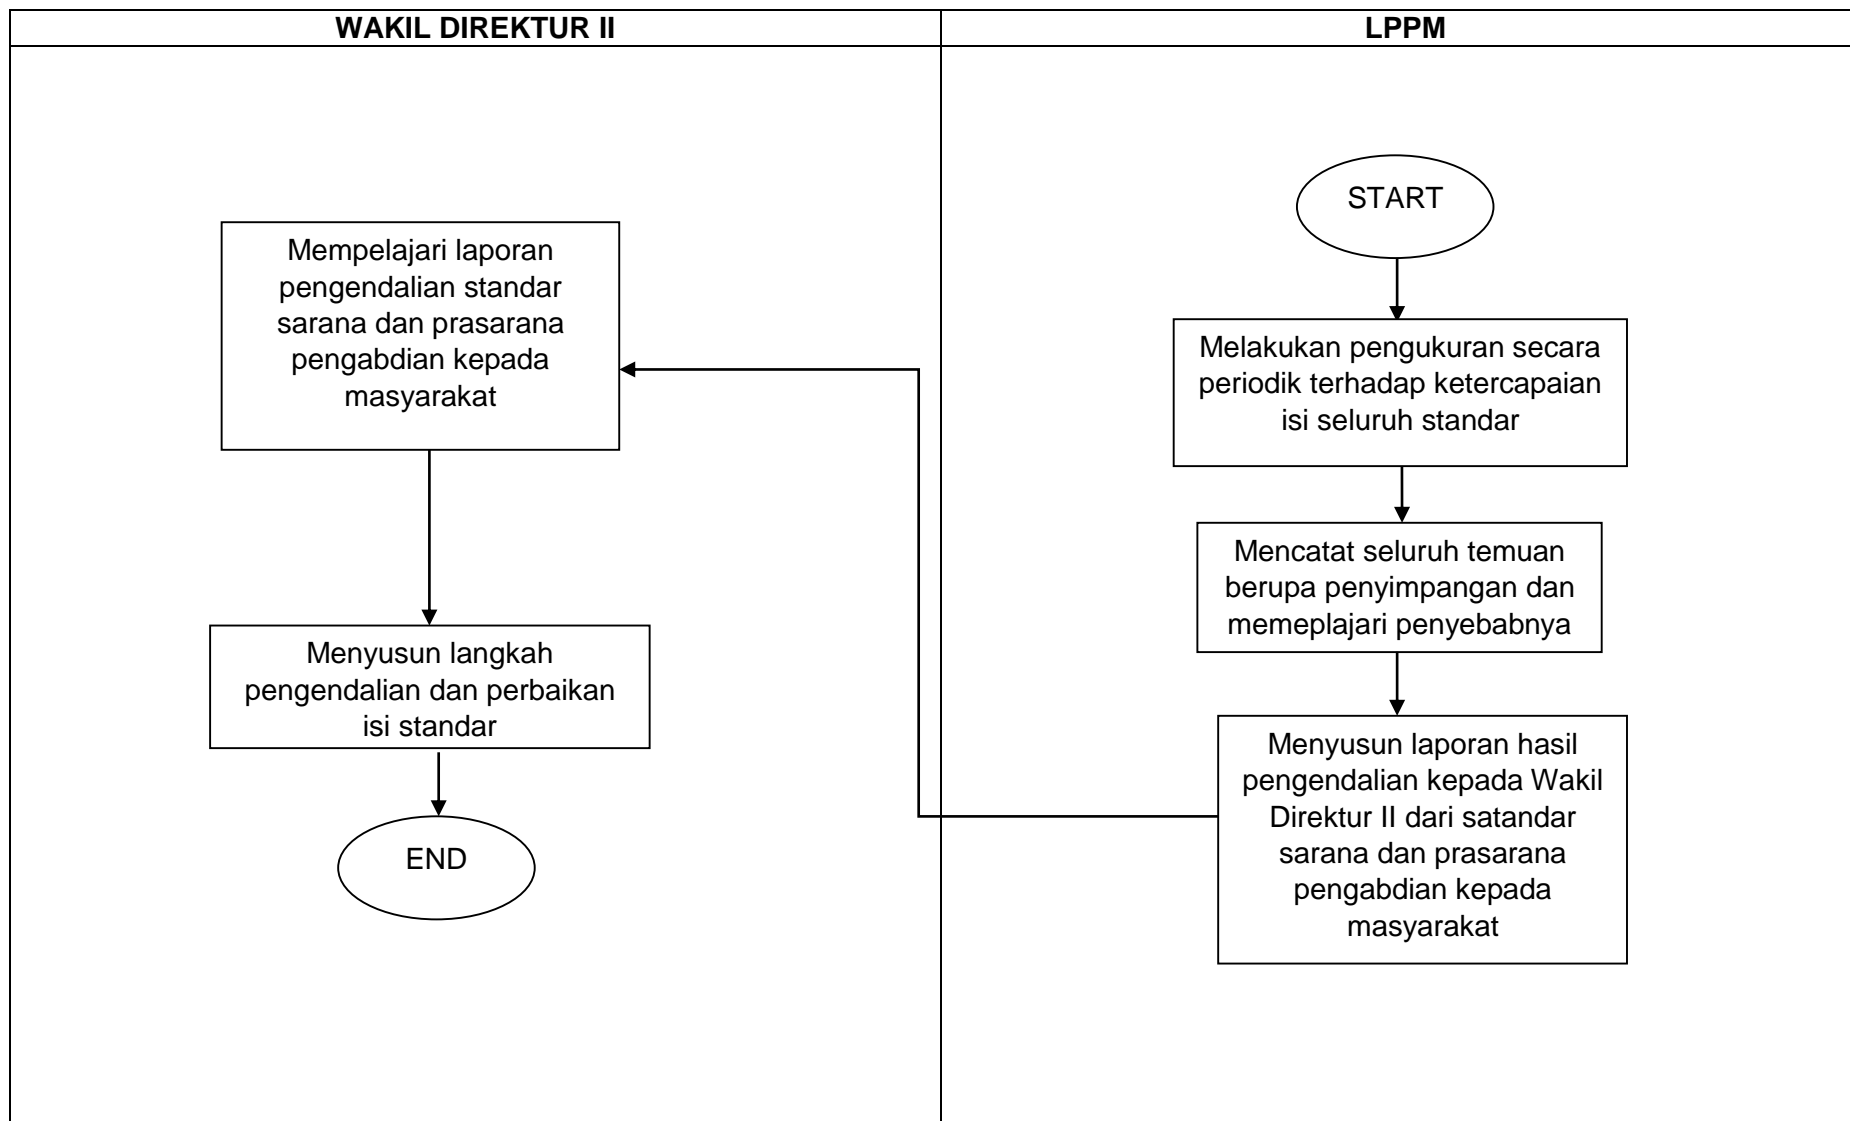 WAKIL DIREKTUR II
LPPM
START
Melakukan pengukuran secara
periodik terhadap ketercapaian
isi seluruh standar
Mencatat seluruh temuan
berupa penyimpangan dan
memeplajari penyebabnya
Menyusun laporan hasil
pengendalian kepada Wakil
Direktur II dari satandar
sarana dan prasarana
pengabdian kepada
masyarakat
Mempelajari laporan
pengendalian standar
sarana dan prasarana
pengabdian kepada
masyarakat
Menyusun langkah
pengendalian dan perbaikan
isi standar
END